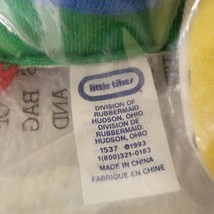 little tikes
DIVISION OF
RUBBERMAID
HUDSON, OHIO
DIVISION DE
RUBBERMAID
HUDSON, OHIO
1537 ©1993
1(800)321-0183
MADE IN CHINA
FABRIQUÉ EN CHINE
AND
BAG